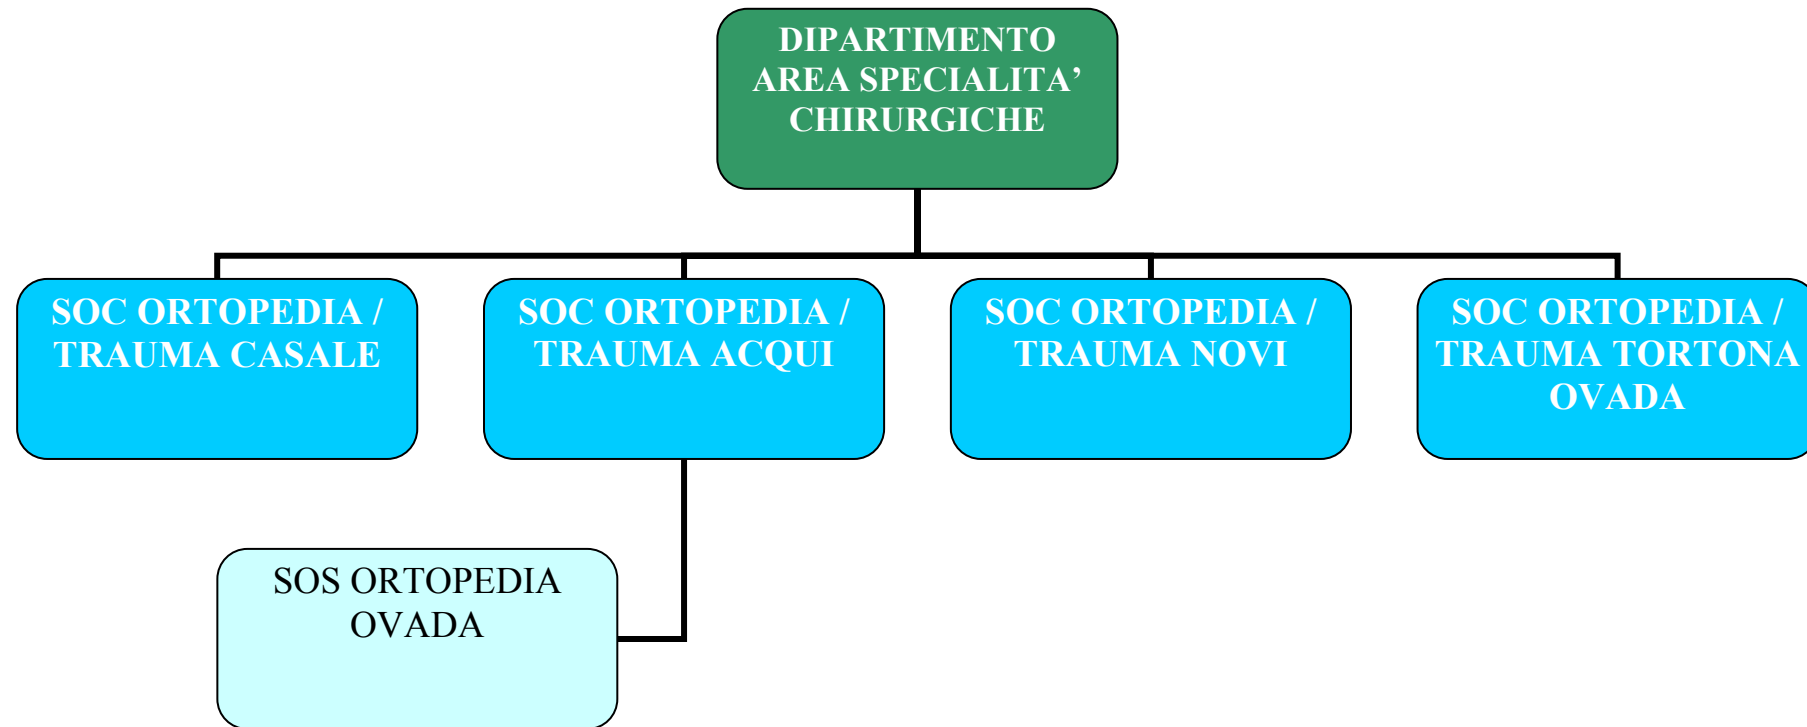 DIPARTIMENTO
AREA SPECIALITA’
CHIRURGICHE
SOC ORTOPEDIA /
TRAUMA CASALE
SOC ORTOPEDIA /
TRAUMA ACQUI
SOC ORTOPEDIA /
TRAUMA NOVI
SOC ORTOPEDIA /
TRAUMA TORTONA
OVADA
SOS ORTOPEDIA
OVADA